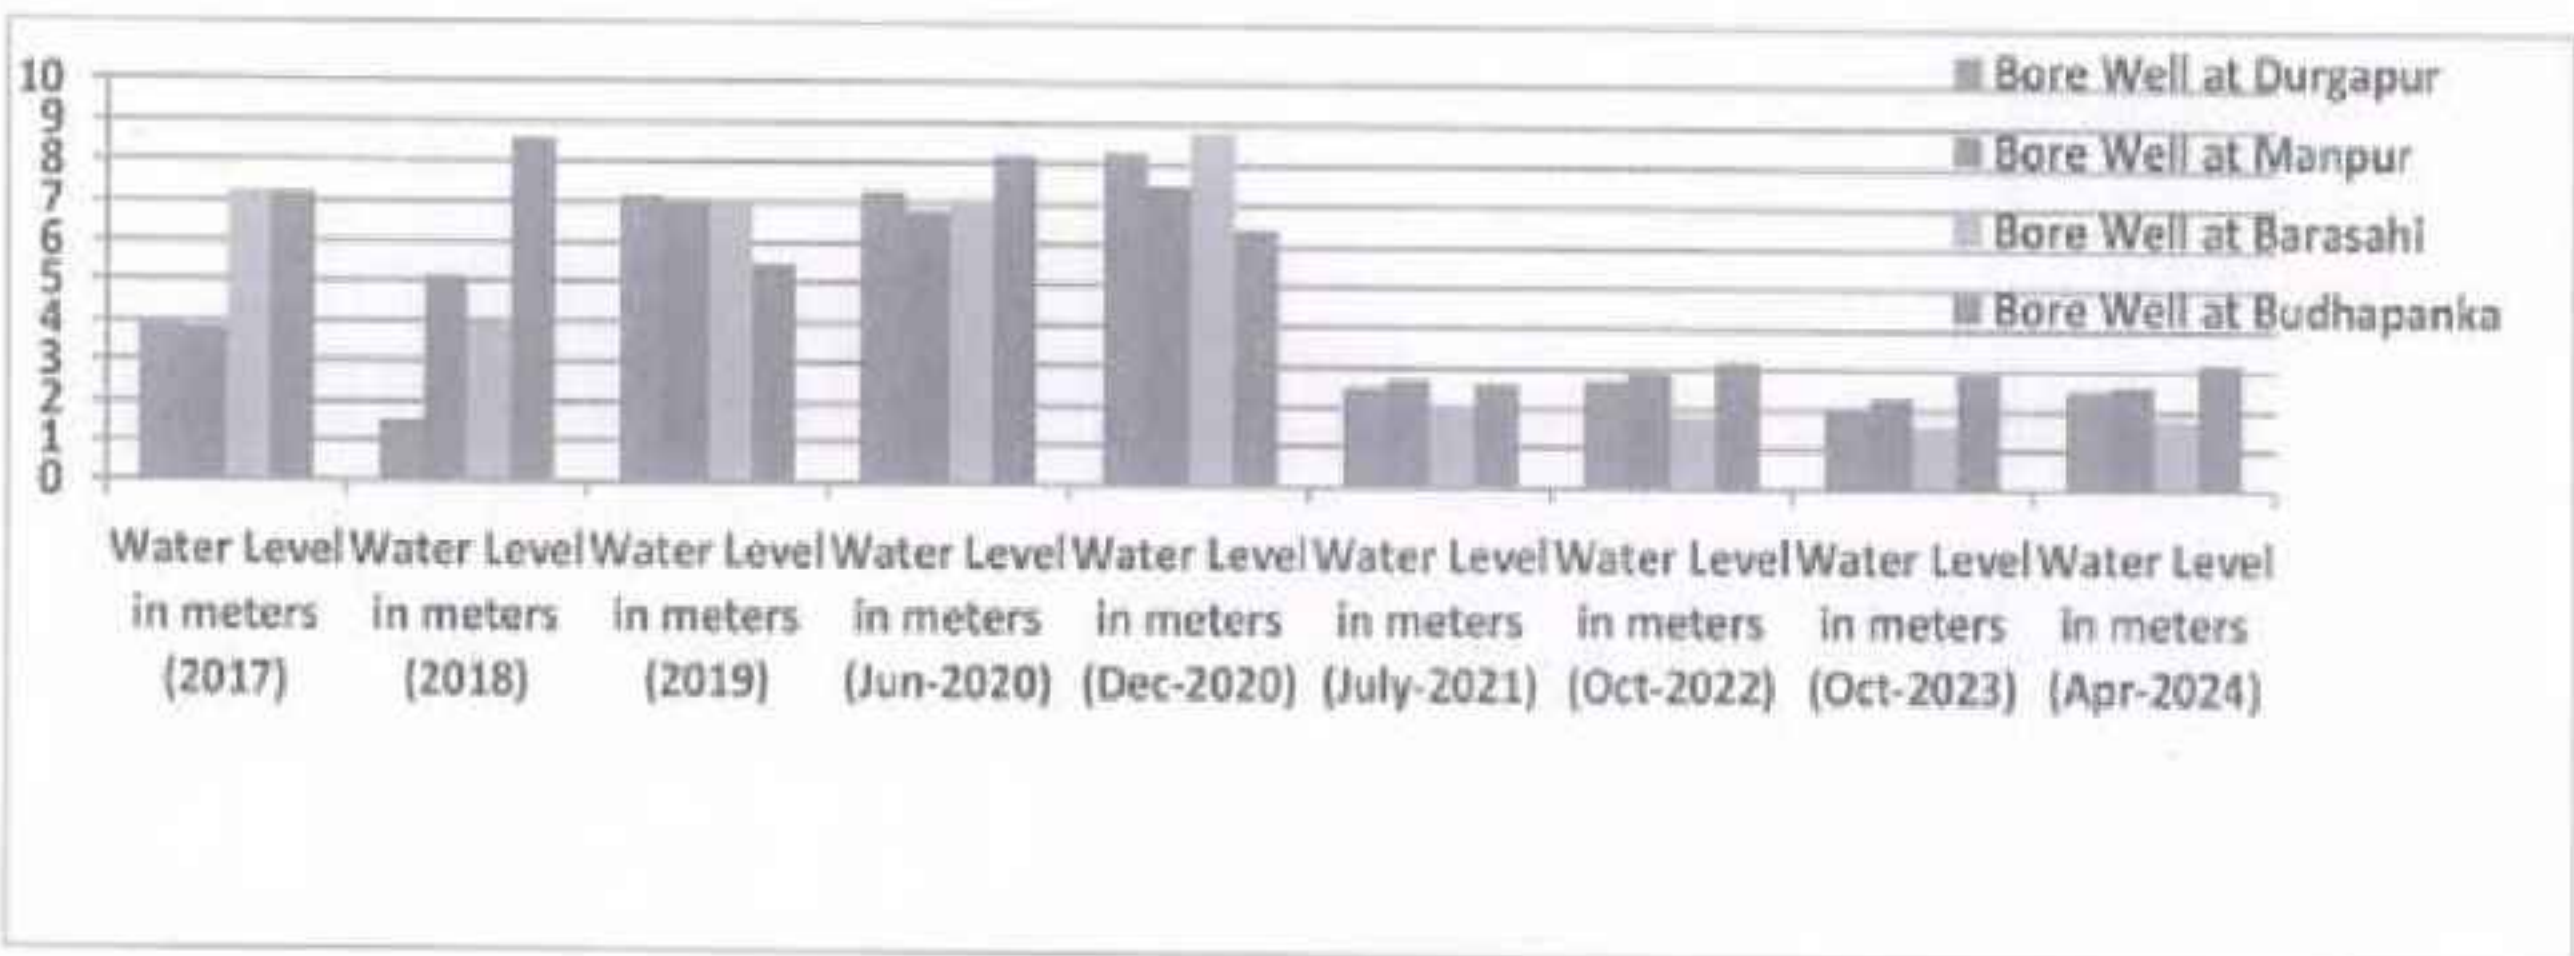 10
9
8
7
6
5
4
3
2
1
0
Bore Well at Durgapur
Bore Well at Manpur
Bore Well at Barasahi
Bore Well at Budhapanka
Water Level in meters (2017)
Water Level in meters (2018)
Water Level in meters (2019)
Water Level in meters (Jun-2020)
Water Level in meters (Dec-2020)
Water Level in meters (July-2021)
Water Level in meters (Oct-2022)
Water Level in meters (Oct-2023)
Water Level in meters (Apr-2024)